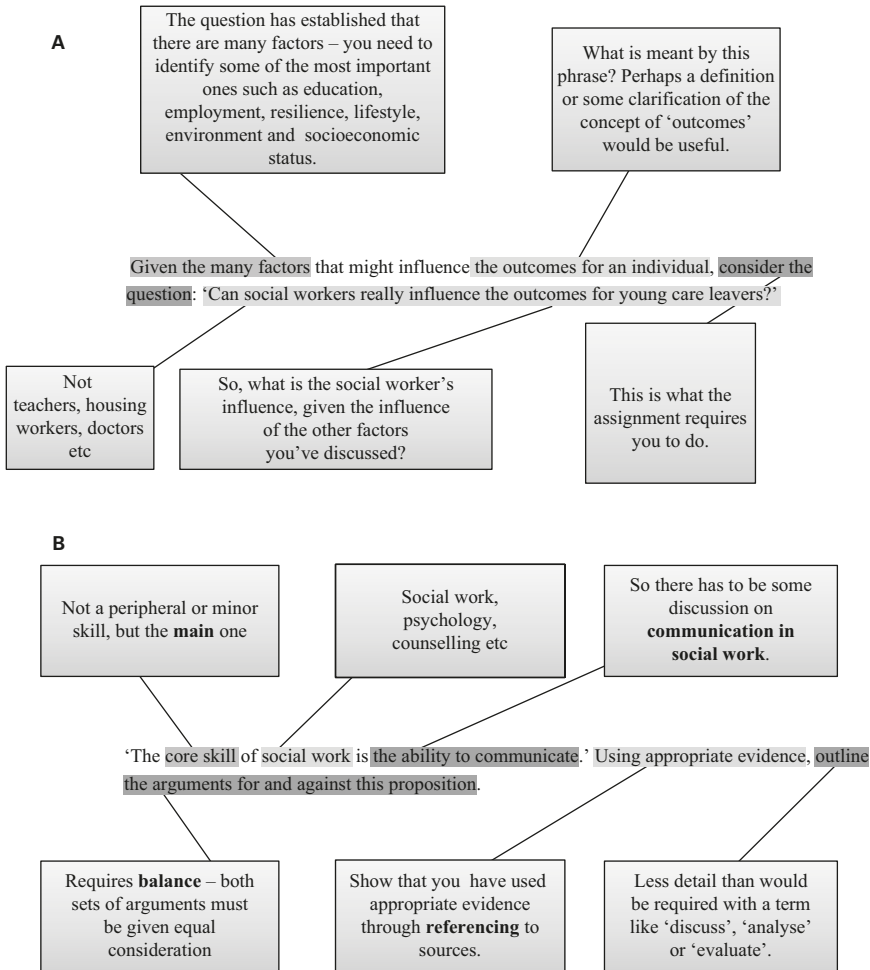 A
The question has established that
there are many factors – you need to
identify some of the most important
ones such as education,
employment, resilience, lifestyle,
environment and socioeconomic
status.
What is meant by this
phrase? Perhaps a definition
or some clarification of the
concept of ‘outcomes’
would be useful.
Given the many factors that might influence the outcomes for an individual, consider the
question: ‘Can social workers really influence the outcomes for young care leavers?’
Not
teachers, housing
workers, doctors
etc
So, what is the social worker’s
influence, given the influence
of the other factors
you’ve discussed?
This is what the
assignment requires
you to do.
B
Not a peripheral or minor
skill, but the main one
Social work,
psychology,
counselling etc
So there has to be some
discussion on
communication in
social work.
‘The core skill of social work is the ability to communicate.’ Using appropriate evidence, outline
the arguments for and against this proposition.
Requires balance – both
sets of arguments must
be given equal
consideration
Show that you have used
appropriate evidence
through referencing to
sources.
Less detail than would
be required with a term
like ‘discuss’, ‘analyse’
or ‘evaluate’.